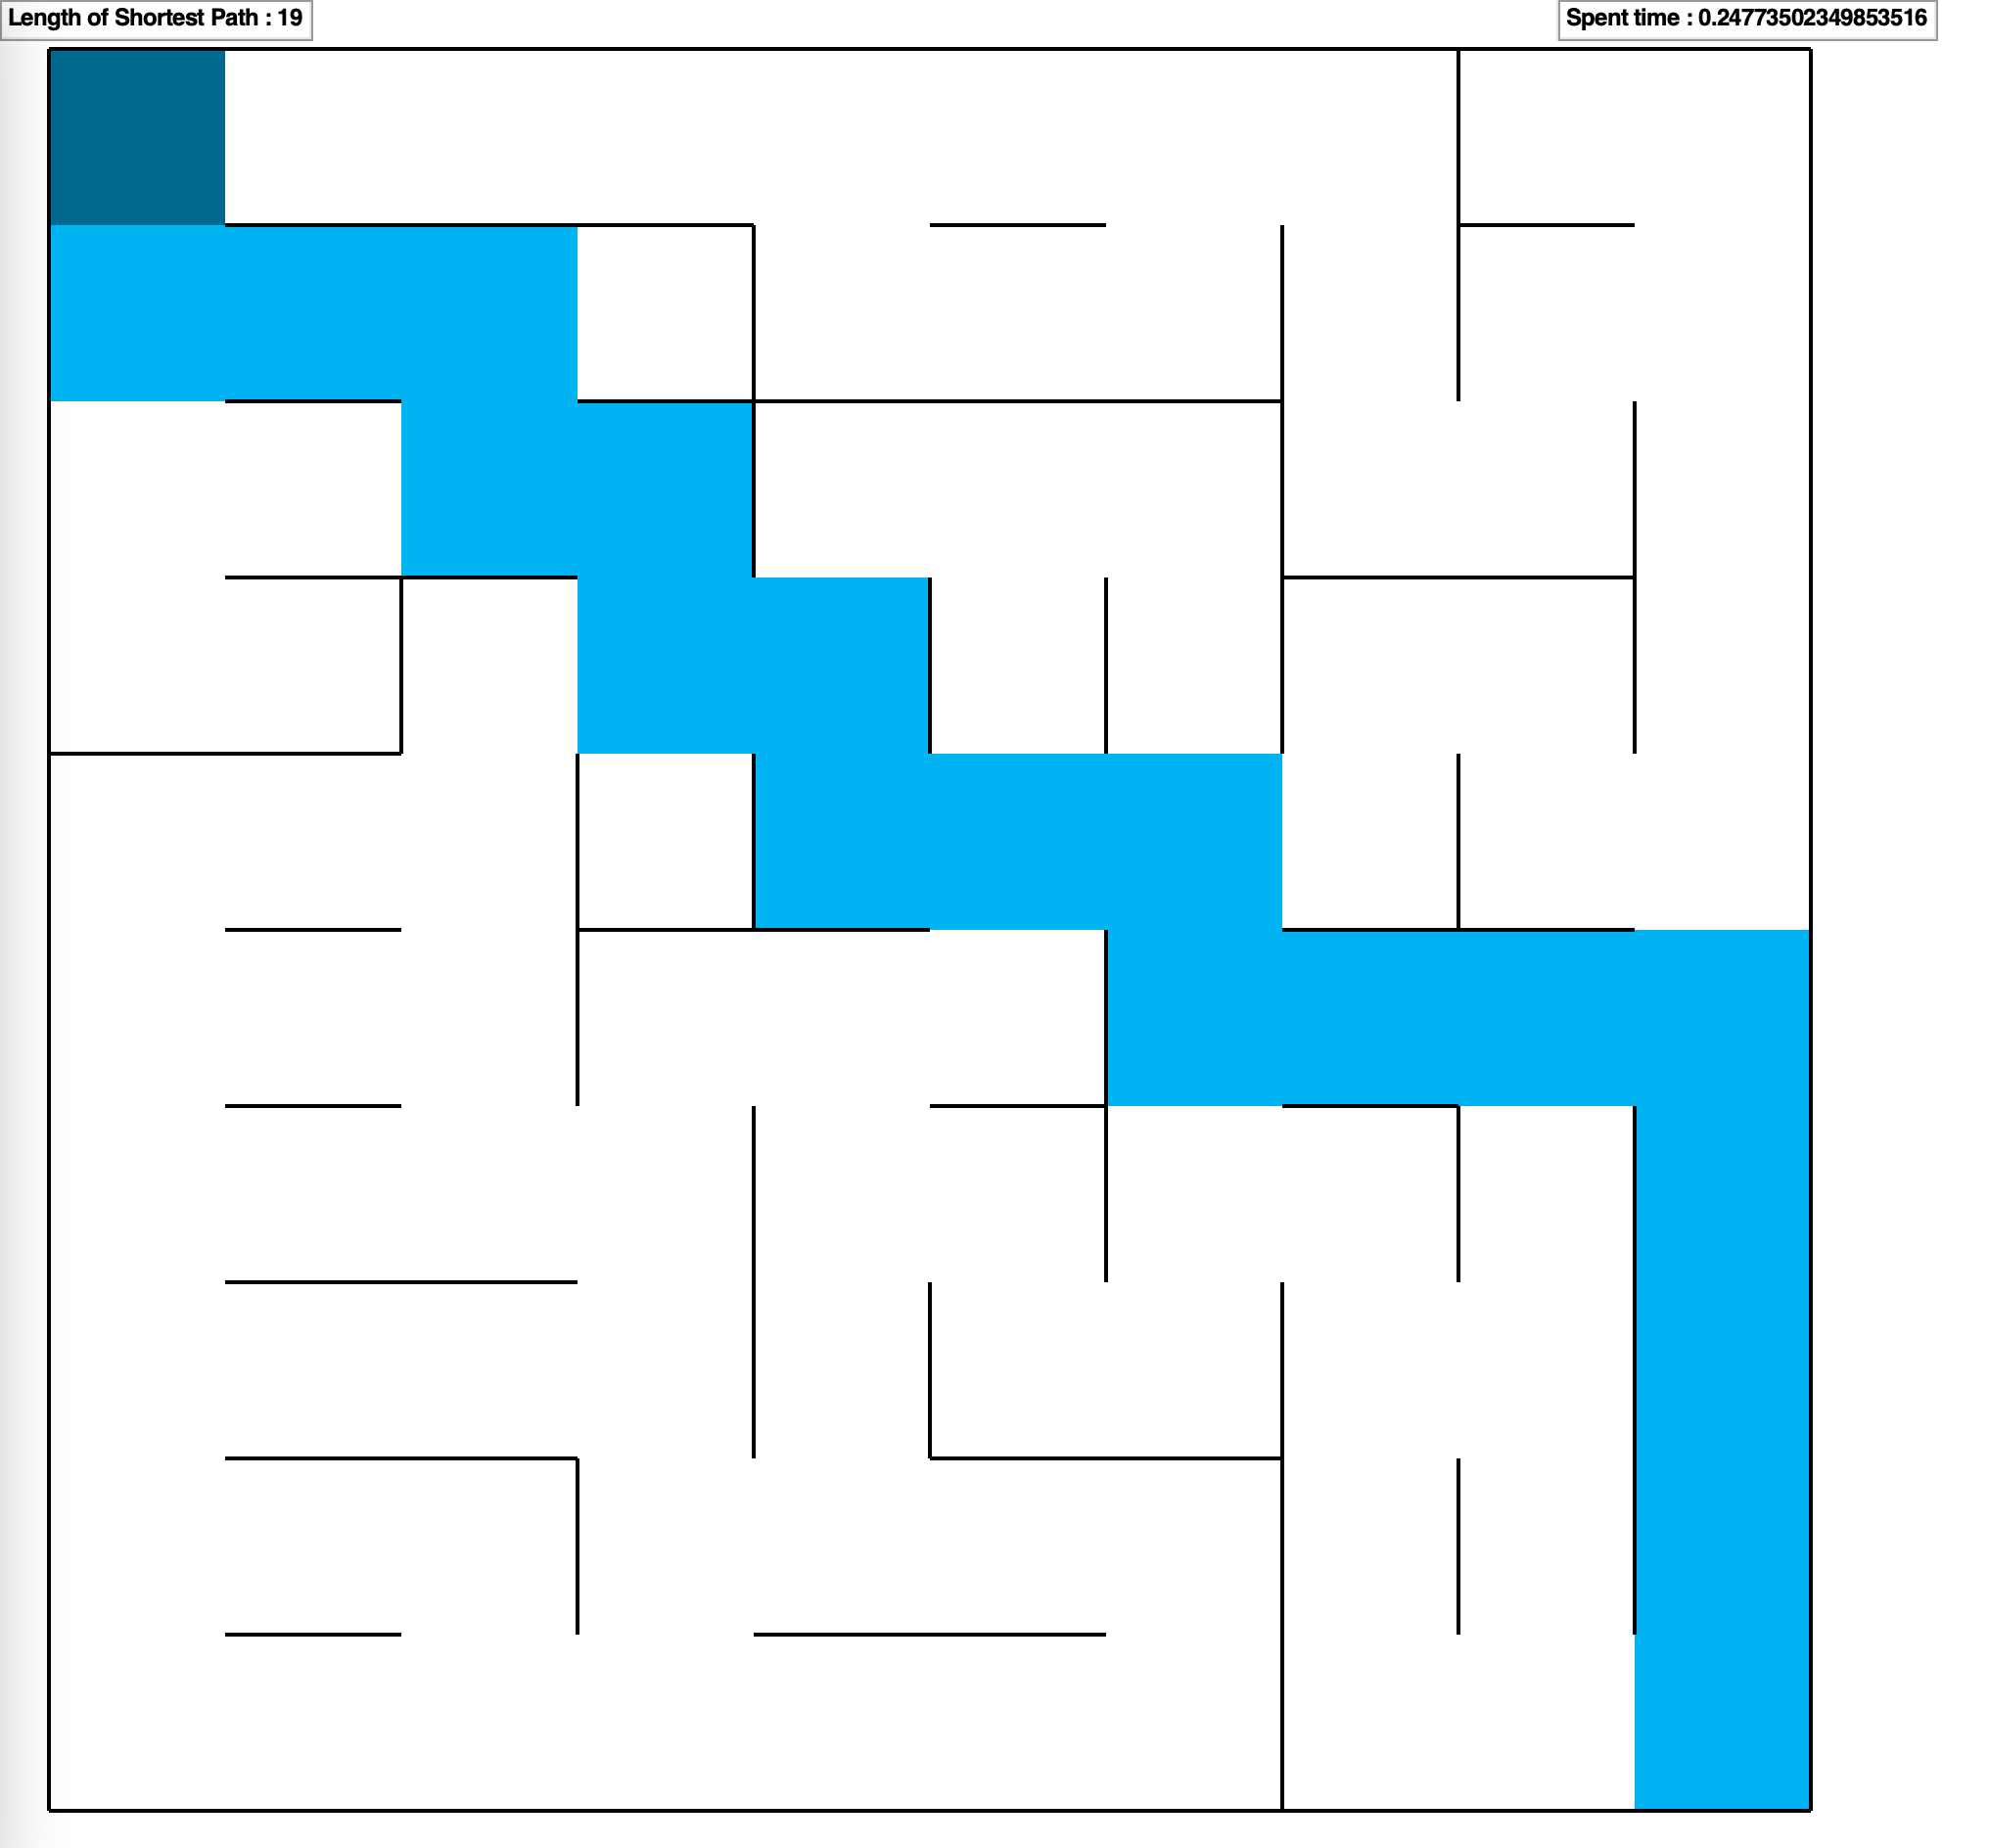 Length of Shortest Path : 19
Spent time : 0.24773502349853516